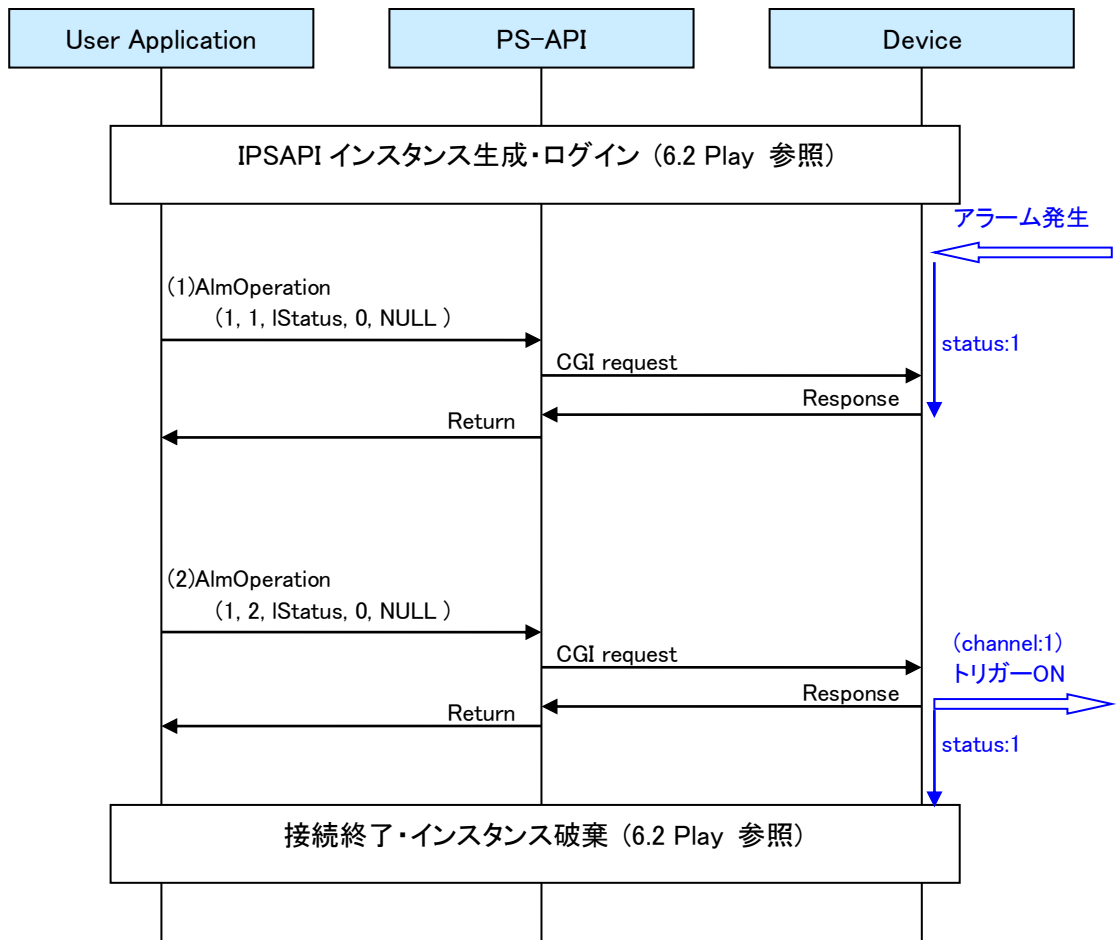 User Application
PS-API
Device
IPSAPI インスタンス生成・ログイン (6.2 Play 参照)
アラーム発生
(1)AlmOperation
(1, 1, lStatus, 0, NULL )
status:1
CGI request
Response
Return
(2)AlmOperation
(1, 2, lStatus, 0, NULL )
(channel:1)
トリガーON
CGI request
Response
Return
status:1
接続終了・インスタンス破棄 (6.2 Play 参照)